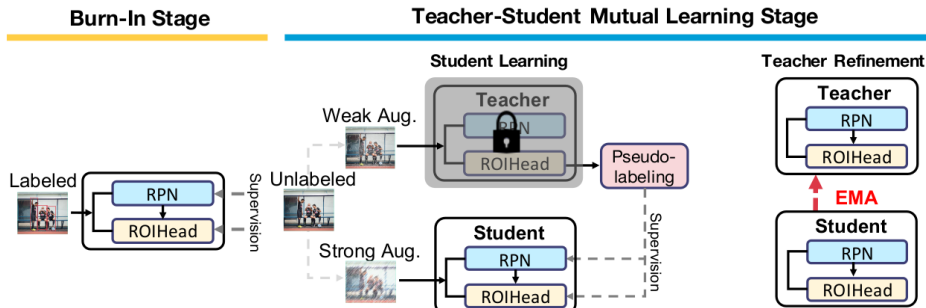 Burn-In Stage
Teacher-Student Mutual Learning Stage
Student Learning
Teacher Refinement
Labeled
RPN
ROIHead
Supervision
Unlabeled
Weak Aug.
Teacher
RPN
ROIHead
Pseudo-
labeling
Strong Aug.
Student
RPN
ROIHead
Supervision
Teacher
RPN
ROIHead
EMA
Student
RPN
ROIHead